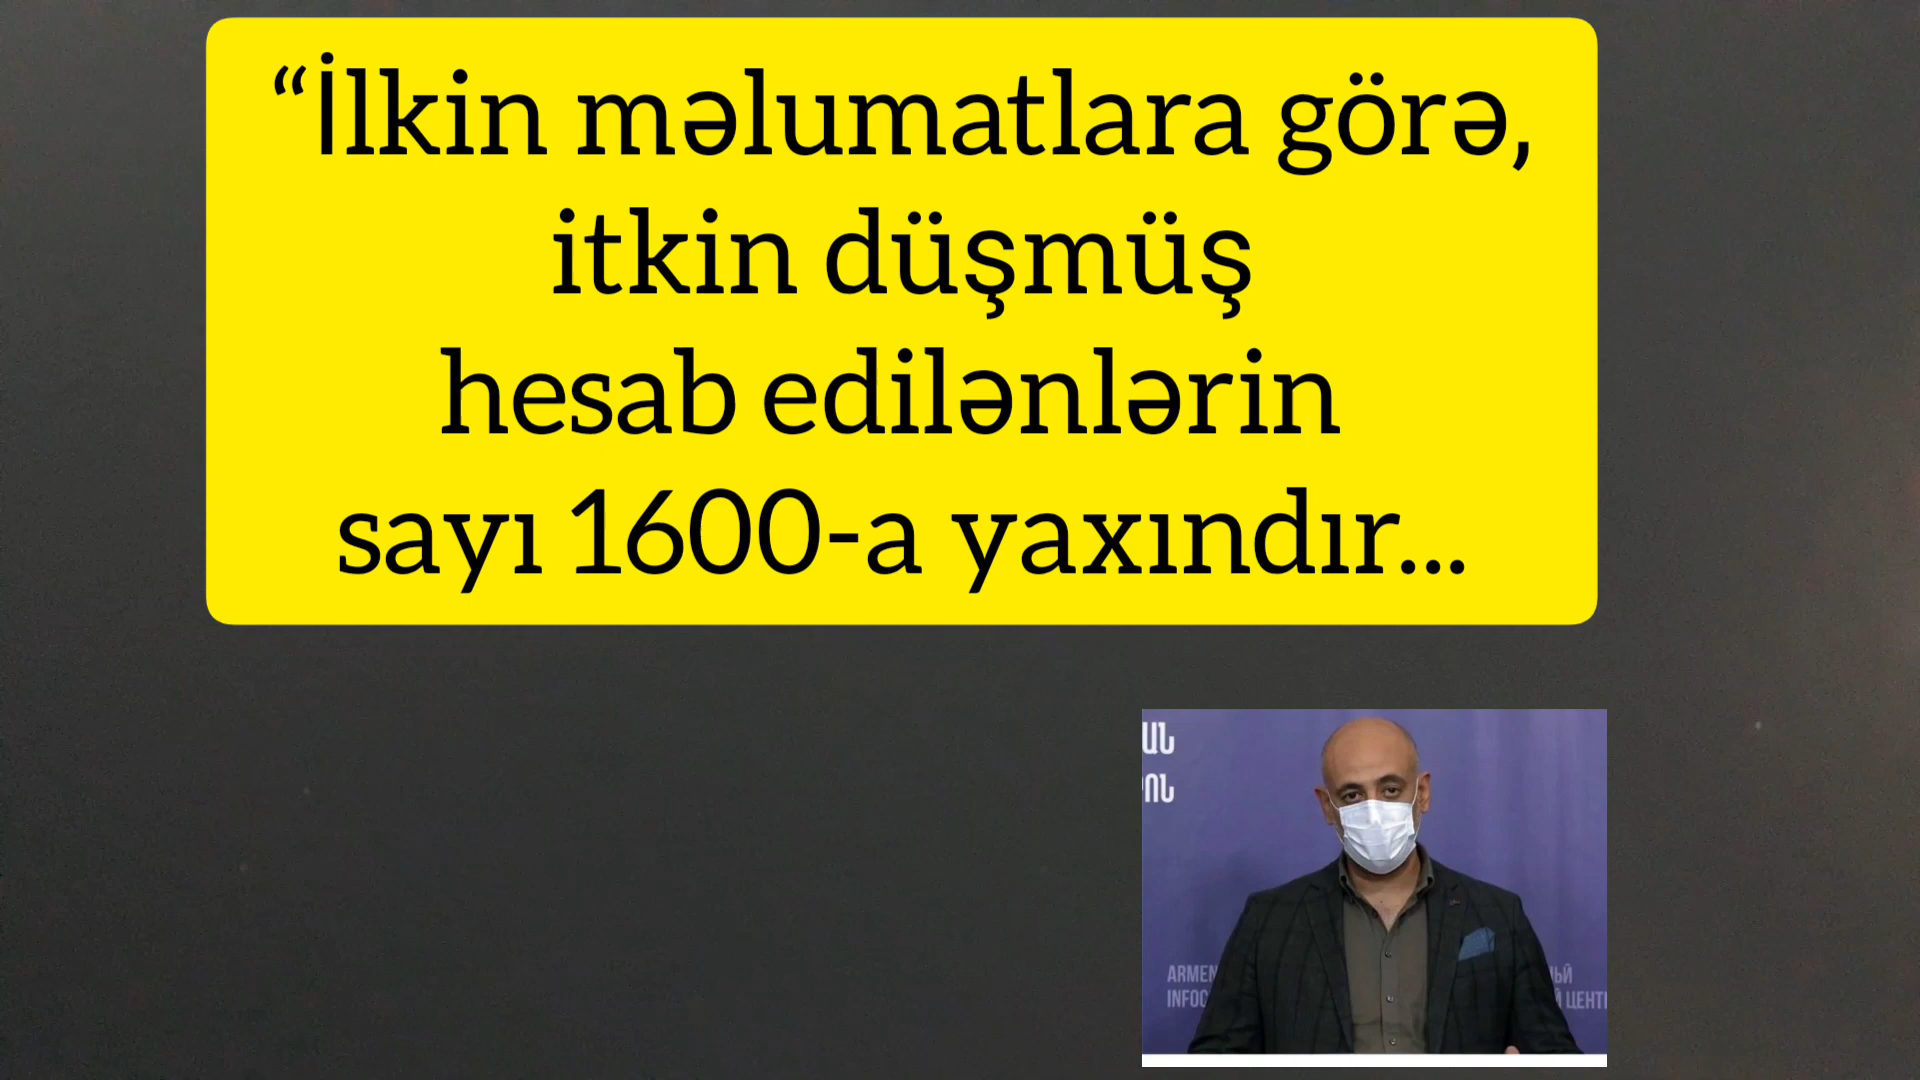 “İlkin məlumatlara görə,
itkin düşmüş
hesab edilənlərin
sayı 1600-a yaxındır...